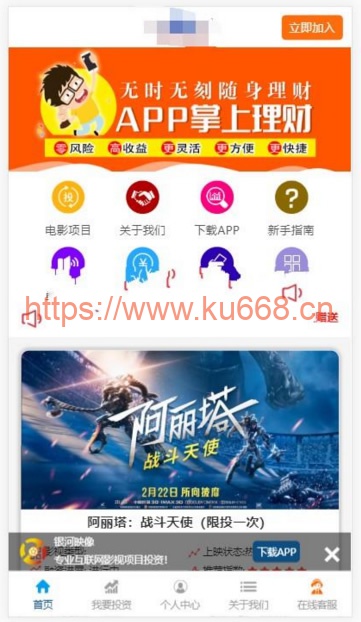 立即加入
无时无刻随身理财
APP掌上理财
零风险 高收益 更灵活 更方便 更快捷
电影项目 关于我们 下载APP 新手指南
https://www.ku668.cn
赠送
阿丽塔
战斗天使
2月22日 所向披靡
阿丽塔：战斗天使（限投一次）
银河映像
专业互联网影视项目投资！
下载APP
上映状态:热
首页 我要投资 个人中心 关于我们 在线客服